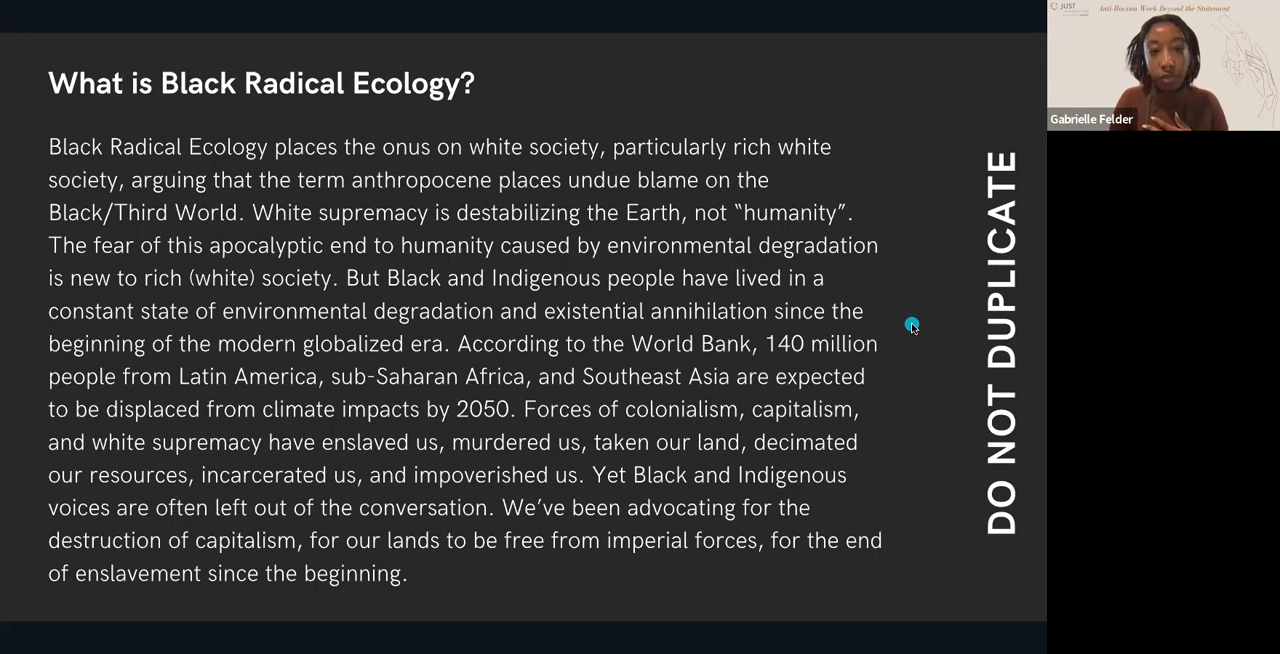 What is Black Radical Ecology?
Black Radical Ecology places the onus on white society, particularly rich white
society, arguing that the term anthropocene places undue blame on the
Black/Third World. White supremacy is destabilizing the Earth, not “humanity”.
The fear of this apocalyptic end to humanity caused by environmental degradation
is new to rich (white) society. But Black and Indigenous people have lived in a
constant state of environmental degradation and existential annihilation since the
beginning of the modern globalized era. According to the World Bank, 140 million
people from Latin America, sub-Saharan Africa, and Southeast Asia are expected
to be displaced from climate impacts by 2050. Forces of colonialism, capitalism,
and white supremacy have enslaved us, murdered us, taken our land, decimated
our resources, incarcerated us, and impoverished us. Yet Black and Indigenous
voices are often left out of the conversation. We’ve been advocating for the
destruction of capitalism, for our lands to be free from imperial forces, for the end
of enslavement since the beginning.
DO NOT DUPLICATE
JUST
Anti-Racism Work Beyond the Statement
Gabrielle Felder